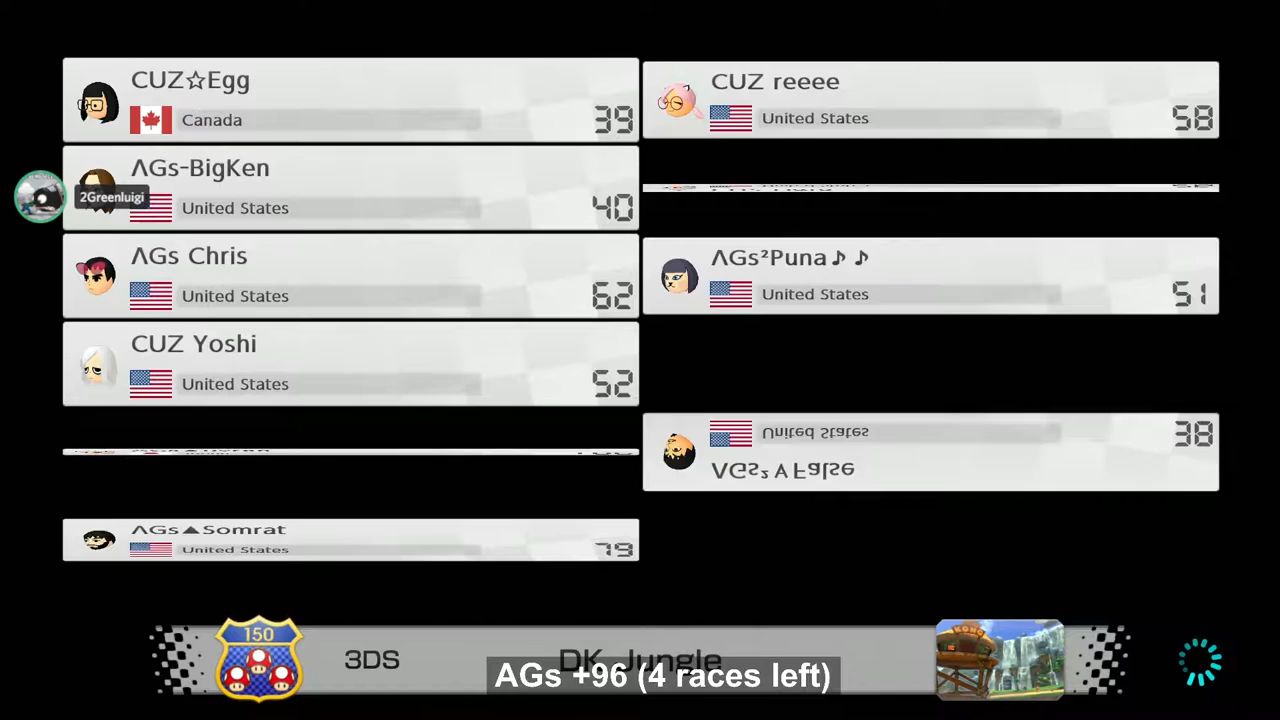 CUZ☆Egg
Canada
39
ΛGs-BigKen
2Greenluigi
United States
40
ΛGs Chris
United States
62
CUZ Yoshi
United States
52
ΛGs▲Somrat
United States
79
CUZ reeee
United States
58
ΛGs²Puna♪ ♪
United States
51
United States
38
ΛGs²∀False
150
3DS
DK Jungle
AGs +96 (4 races left)